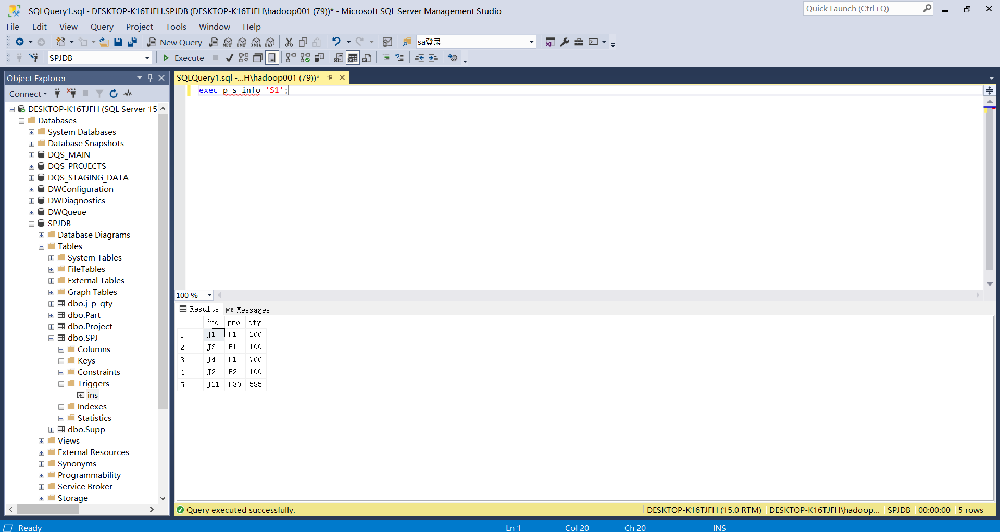 SQLQuery1.sql - DESKTOP-K16TJFH.SPJDB (DESKTOP-K16TJFH\hadoop001 (79))* - Microsoft SQL Server Management Studio
Quick Launch (Ctrl+Q)
File Edit View Query Project Tools Window Help
New Query MDX DMX XMLA DAX sa登录
SPJDB Execute
Object Explorer
SQLQuery1.sql -...H\hadoop001 (79))*
Connect
exec p_s_info 'S1';
DESKTOP-K16TJFH (SQL Server 15
Databases
System Databases
Database Snapshots
DQS_MAIN
DQS_PROJECTS
DQS_STAGING_DATA
DWConfiguration
DWDiagnostics
DWQueue
SPJDB
Database Diagrams
Tables
System Tables
FileTables
External Tables
Graph Tables
dbo.j_p_qty
dbo.Part
dbo.Project
dbo.SPJ
Columns
Keys
Constraints
Triggers
ins
Indexes
Statistics
dbo.Supp
Views
External Resources
Synonyms
Programmability
Service Broker
Storage
100 %
Results Messages
jno pno qty
1 J1 P1 200
2 J3 P1 100
3 J4 P1 700
4 J2 P2 100
5 J21 P30 585
Query executed successfully. DESKTOP-K16TJFH (15.0 RTM) DESKTOP-K16TJFH\hadoop... SPJDB 00:00:00 5 rows
Ready Ln 1 Col 20 Ch 20 INS